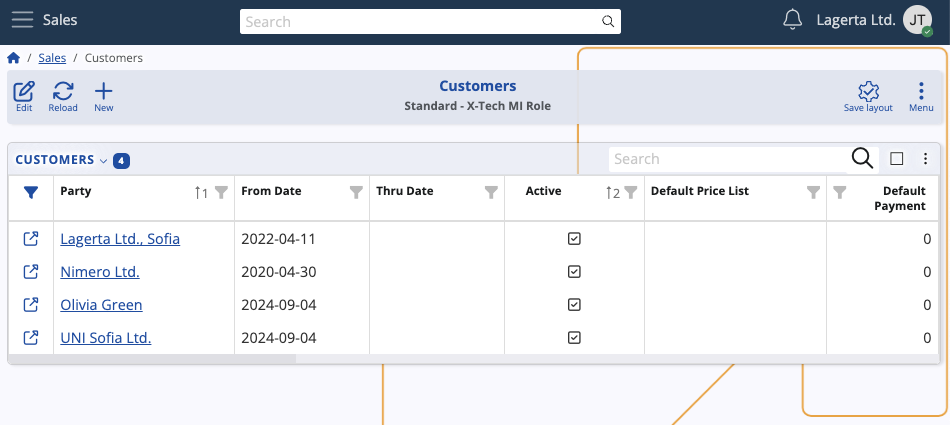 Sales
Search
Lagerta Ltd.
JT
/ Sales / Customers
Edit
Reload
New
Customers
Standard - X-Tech MI Role
Save layout
Menu
CUSTOMERS 4
Search
Party 1 From Date Thru Date Active 2 Default Price List Default Payment
Lagerta Ltd., Sofia 2022-04-11 0
Nimero Ltd. 2020-04-30 0
Olivia Green 2024-09-04 0
UNI Sofia Ltd. 2024-09-04 0